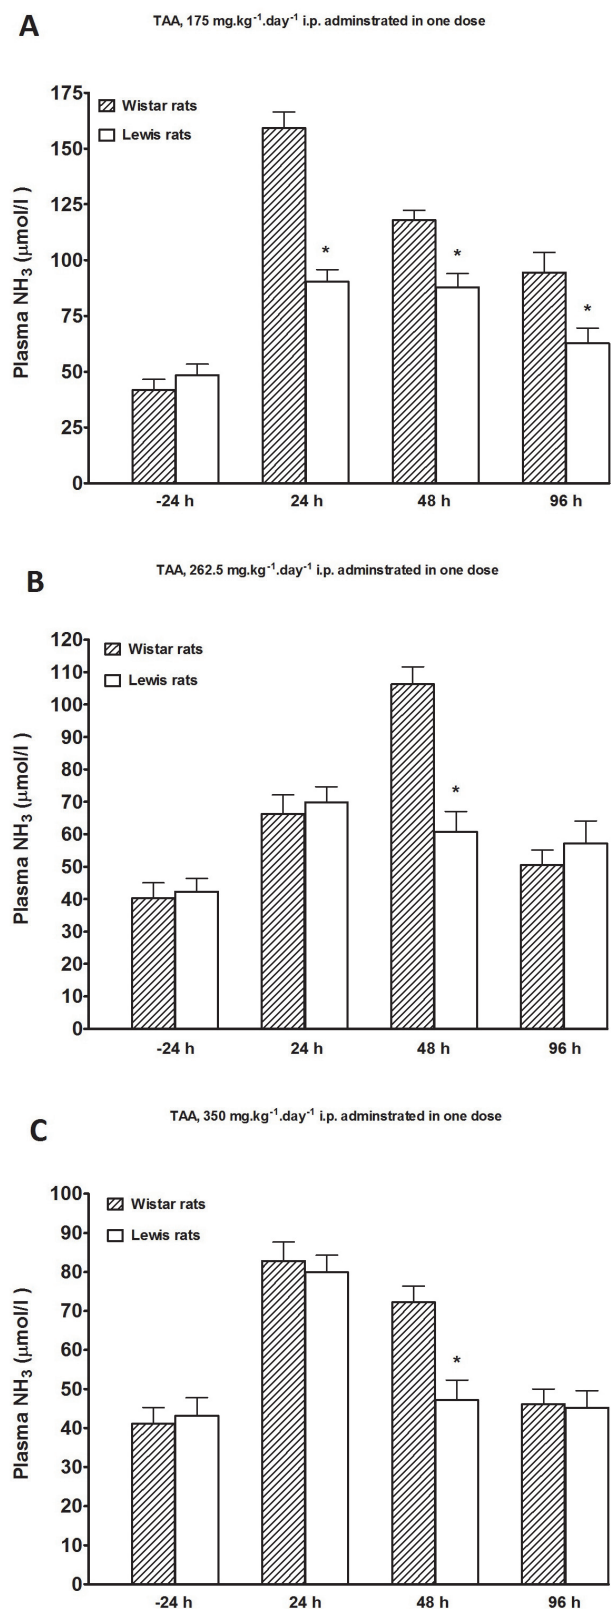 A
TAA, 175 mg.kg⁻¹.day⁻¹ i.p. adminstrated in one dose
Wistar rats
Lewis rats
Plasma NH₃ (μmol/l )
175
150
125
100
75
50
25
0
*
*
*
-24 h 24 h 48 h 96 h
B
TAA, 262.5 mg.kg⁻¹.day⁻¹ i.p. adminstrated in one dose
Wistar rats
Lewis rats
Plasma NH₃ (μmol/l )
120
110
100
90
80
70
60
50
40
30
20
10
0
*
-24 h 24 h 48 h 96 h
C
TAA, 350 mg.kg⁻¹.day⁻¹ i.p. adminstrated in one dose
Wistar rats
Lewis rats
Plasma NH₃ (μmol/l )
100
90
80
70
60
50
40
30
20
10
0
*
-24 h 24 h 48 h 96 h